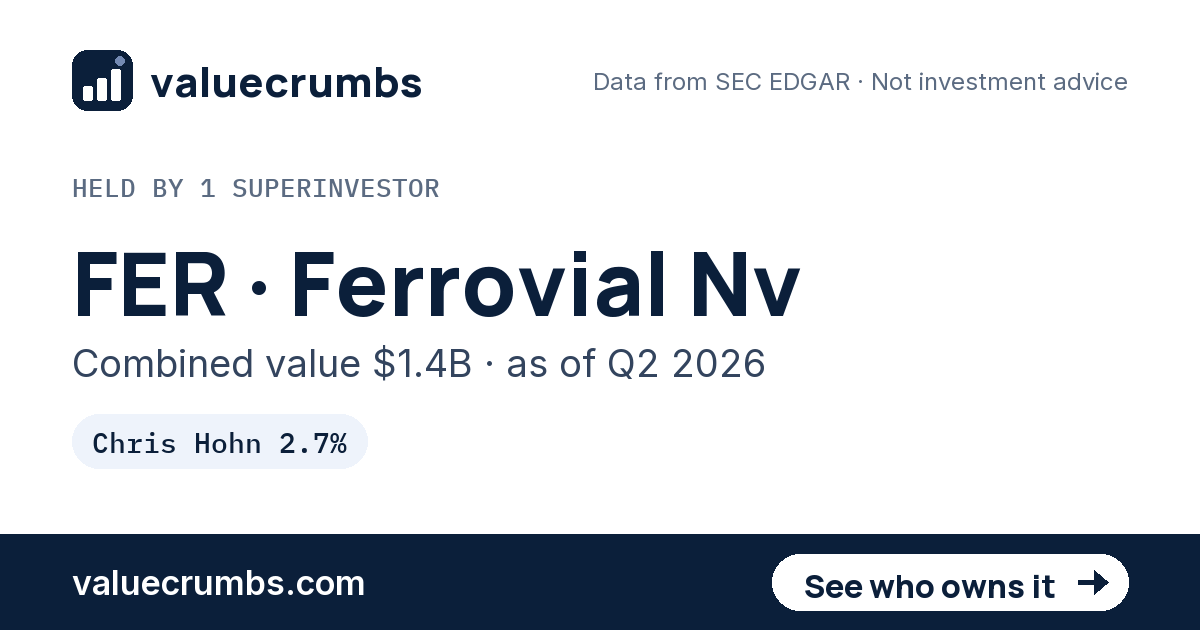 valuecrumbs
Data from SEC EDGAR · Not investment advice
HELD BY 1 SUPERINVESTOR
FER · Ferrovial Nv
Combined value $1.4B · as of Q2 2026
Chris Hohn 2.7%
valuecrumbs.com
See who owns it →